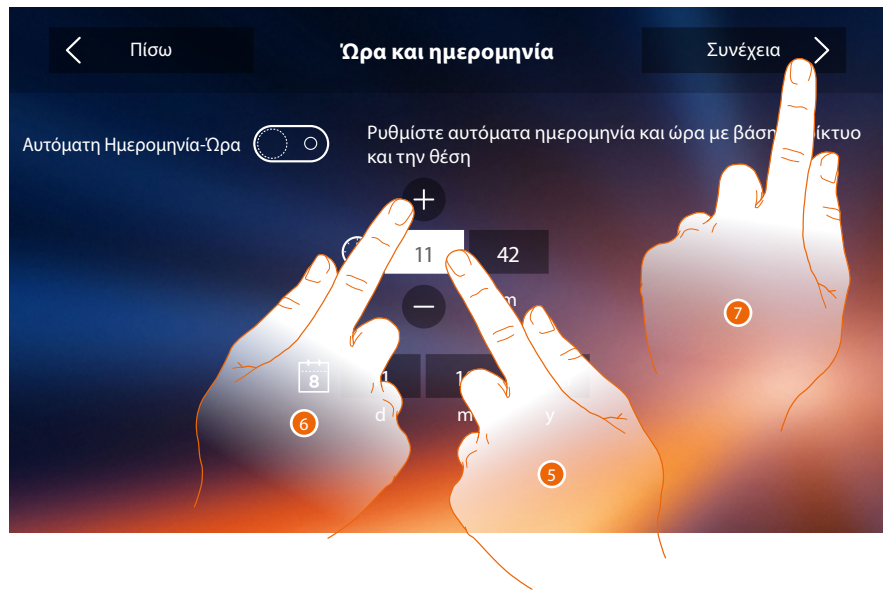 Πίσω
Ώρα και ημερομηνία
Συνέχεια
Αυτόματη Ημερομηνία-Ώρα
Ρυθμίστε αυτόματα ημερομηνία και ώρα με βάση
και την θέση
+
11
42
−
m
8
d
m
y
5
6
7